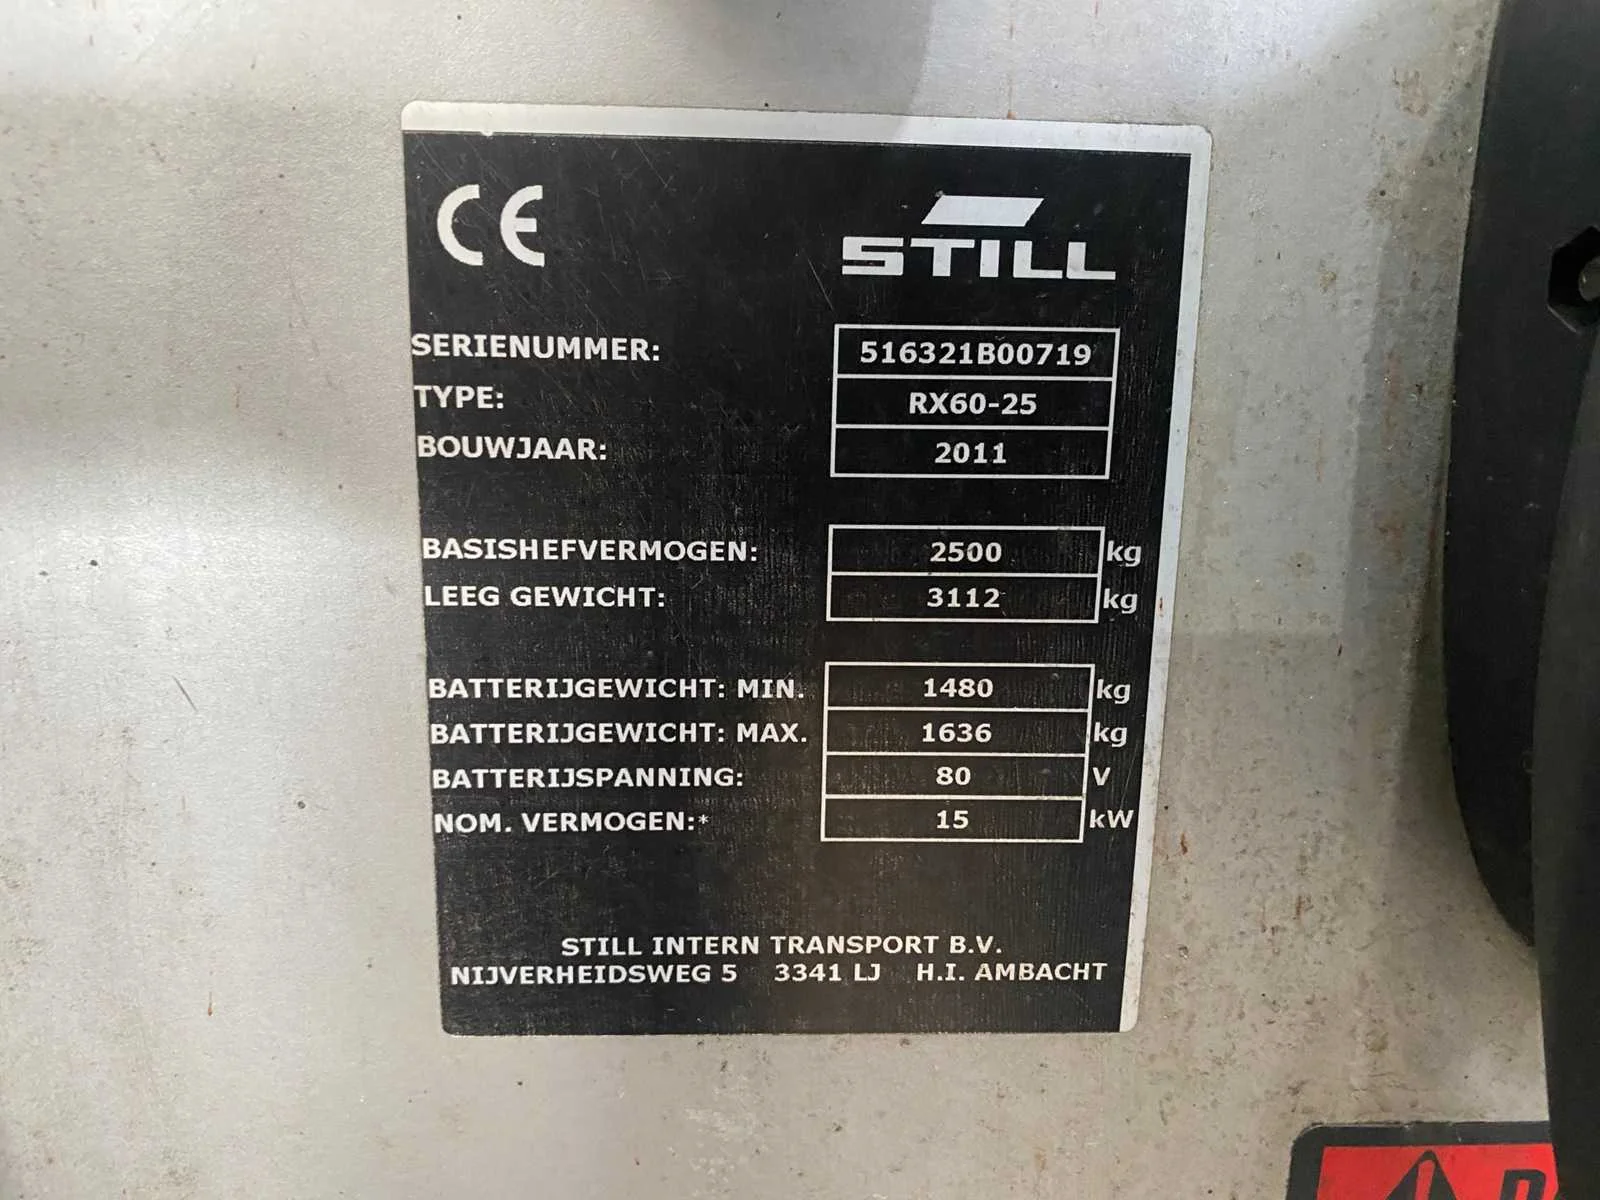 CE STILL
SERIENUMMER: 516321B00719
TYPE: RX60-25
BOUWJAAR: 2011
BASISHEFVERMOGEN: 2500 kg
LEEG GEWICHT: 3112 kg
BATTERIJGEWICHT: MIN. 1480 kg
BATTERIJGEWICHT: MAX. 1636 kg
BATTERIJSPANNING: 80 V
NOM. VERMOGEN:* 15 kW
STILL INTERN TRANSPORT B.V.
NIJVERHEIDSWEG 5 3341 LJ H.I. AMBACHT